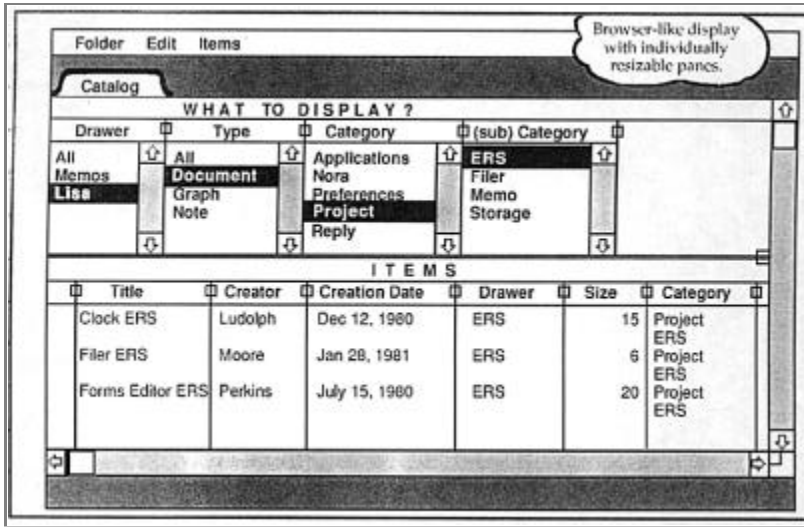 Folder Edit Items
Browser-like display
with individually
resizable panes.
Catalog
WHAT TO DISPLAY?
Drawer Type Category (sub) Category
All All Applications ERS
Memos Document Nora Filer
Lisa Graph Preferences Memo
Note Project Storage
Reply
ITEMS
Title Creator Creation Date Drawer Size Category
Clock ERS Ludolph Dec 12, 1980 ERS 15 Project
ERS
Filer ERS Moore Jan 28, 1981 ERS 6 Project
ERS
Forms Editor ERS Perkins July 15, 1980 ERS 20 Project
ERS